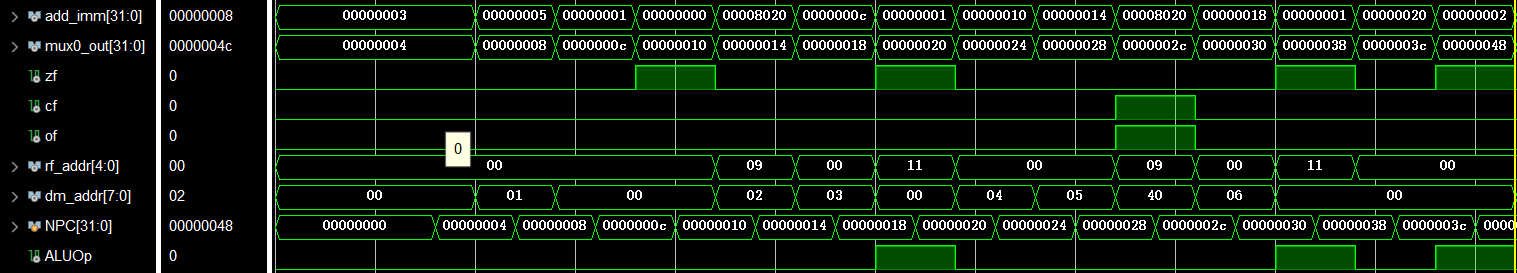 add_imm[31:0] 00000008 00000003 00000005 00000001 00000000 00008020 0000000c 00000001 00000010 00000014 00008020 00000018 00000001 00000020 00000002
mux0_out[31:0] 0000004c 00000004 00000008 0000000c 00000010 00000014 00000018 00000020 00000024 00000028 0000002c 00000030 00000038 0000003c 00000048
zf 0
cf 0
of 0
0
rf_addr[4:0] 00 00 09 00 11 00 09 00 11 00
dm_addr[7:0] 02 00 01 00 02 03 00 04 05 40 06 00
NPC[31:0] 00000048 00000000 00000004 00000008 0000000c 00000010 00000014 00000018 00000020 00000024 00000028 0000002c 00000030 00000038 0000003c 00000
ALUOp 0